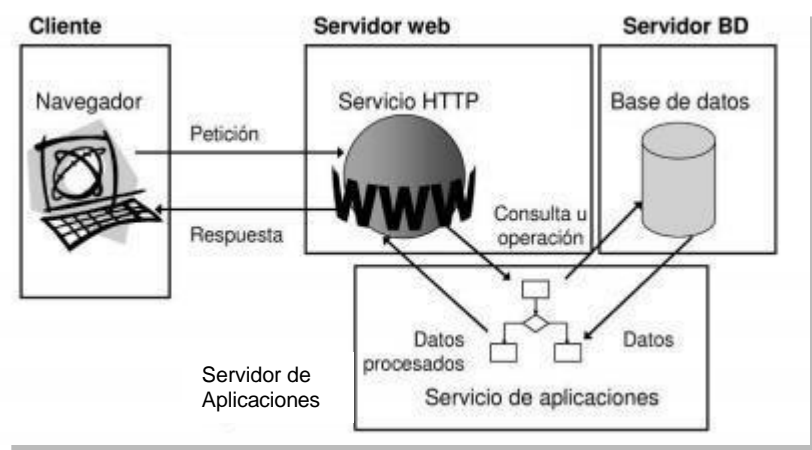 Cliente
Servidor web
Servidor BD
Navegador
Servicio HTTP
Base de datos
Petición
WWW
Respuesta
Consulta u
operación
Datos
procesados
Datos
Servidor de
Aplicaciones
Servicio de aplicaciones